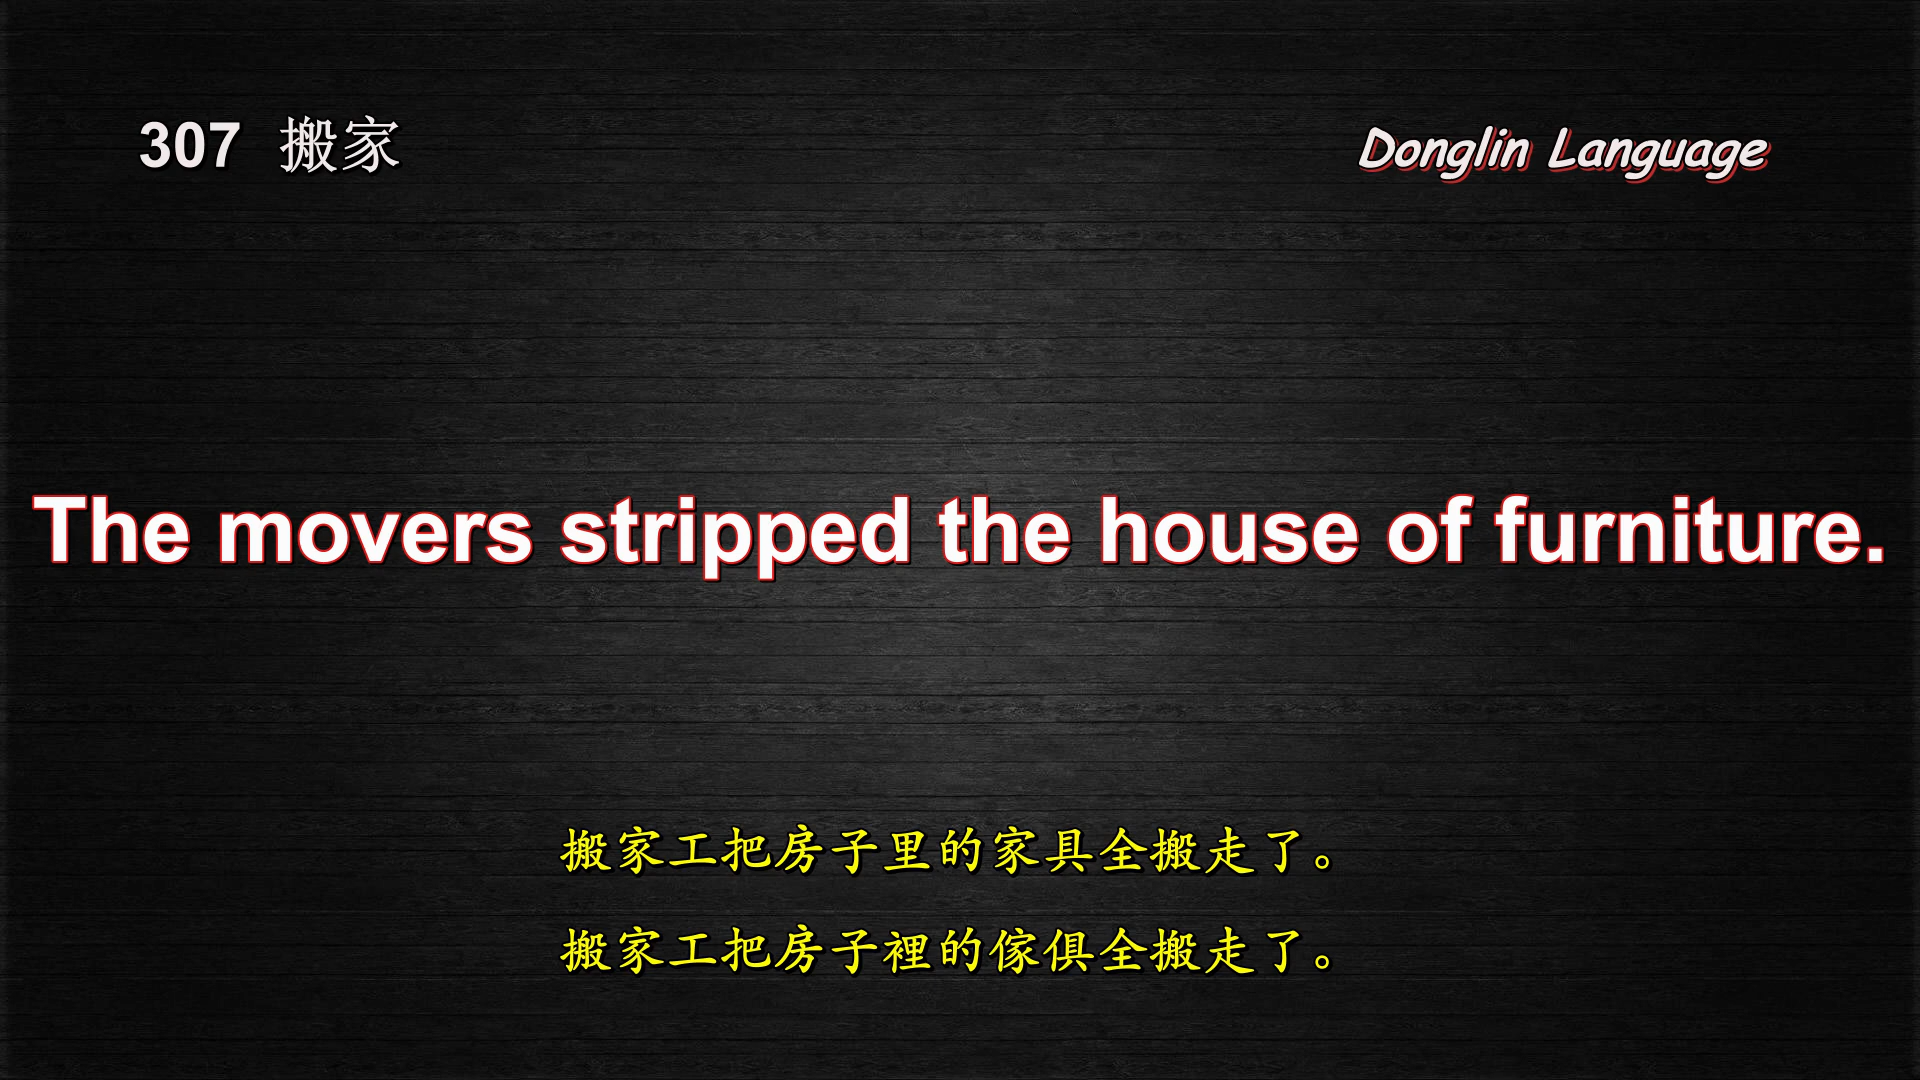 307 搬家
Donglin Language
The movers stripped the house of furniture.
搬家工把房子里的家具全搬走了。
搬家工把房子裡的傢俱全搬走了。